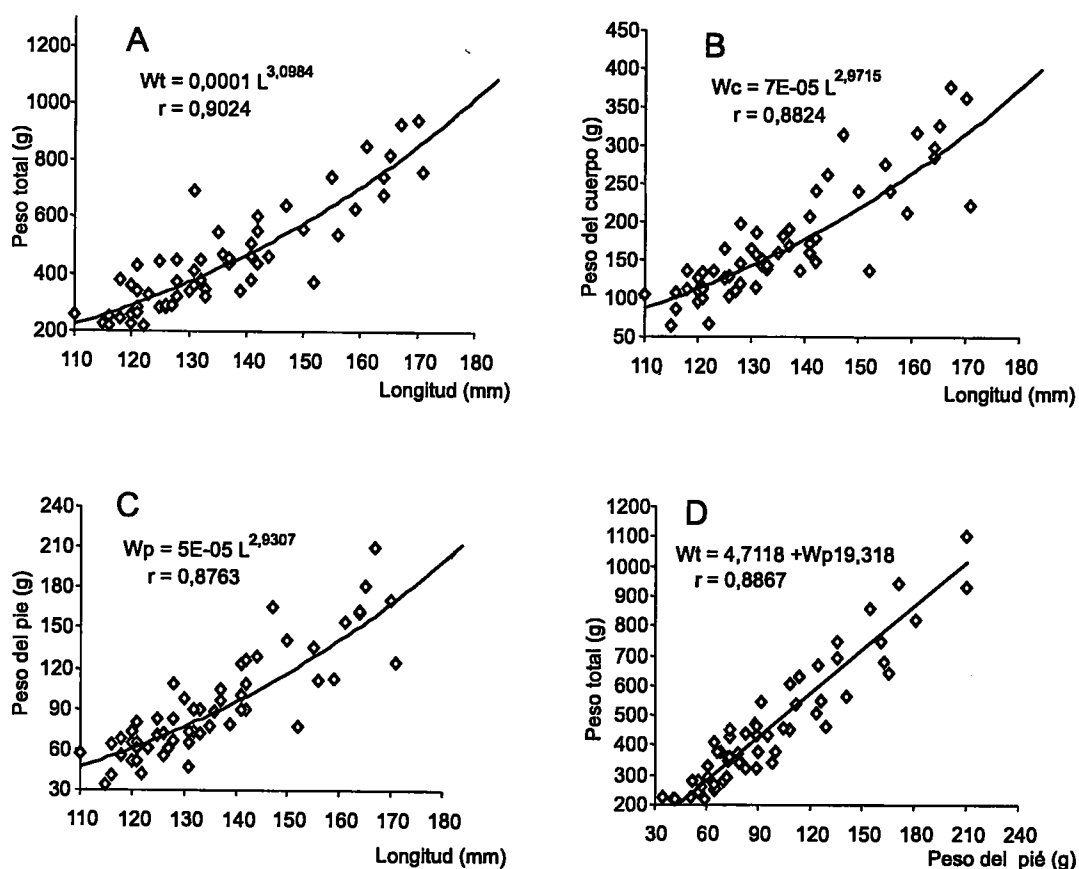 A
Wt = 0,0001 L3,0984
r = 0,9024
Peso total (g)
1200
1000
800
600
400
200
110 120 130 140 150 160 170 180
Longitud (mm)
B
Wc = 7E-05 L2,9715
r = 0,8824
Peso del cuerpo (g)
450
400
350
300
250
200
150
100
50
110 120 130 140 150 160 170 180
Longitud (mm)
C
Wp = 5E-05 L2,9307
r = 0,8763
Peso del pie (g)
240
210
180
150
120
90
60
30
110 120 130 140 150 160 170 180
Longitud (mm)
D
Wt = 4,7118 +Wp19,318
r = 0,8867
Peso total (g)
1200
1100
1000
900
800
700
600
500
400
300
200
30 60 90 120 150 180 210 240
Peso del pié (g)